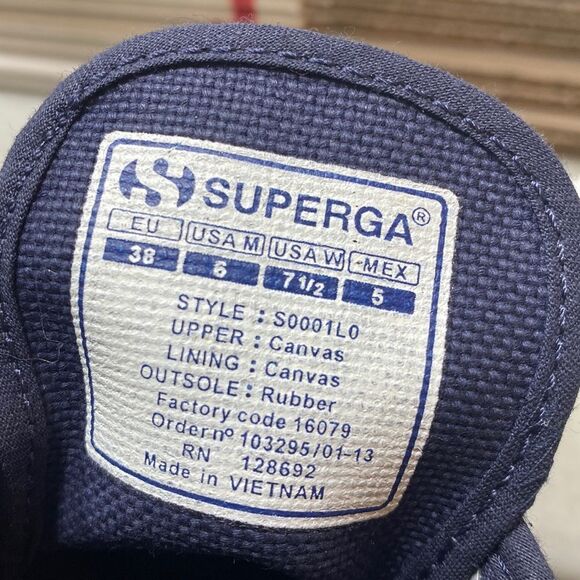 SUPERGA®
EU USA M USA W -MEX
38 6 7 1/2 5
STYLE : S0001L0
UPPER : Canvas
LINING : Canvas
OUTSOLE : Rubber
Factory code 16079
Order nº 103295/01-13
RN 128692
Made in VIETNAM